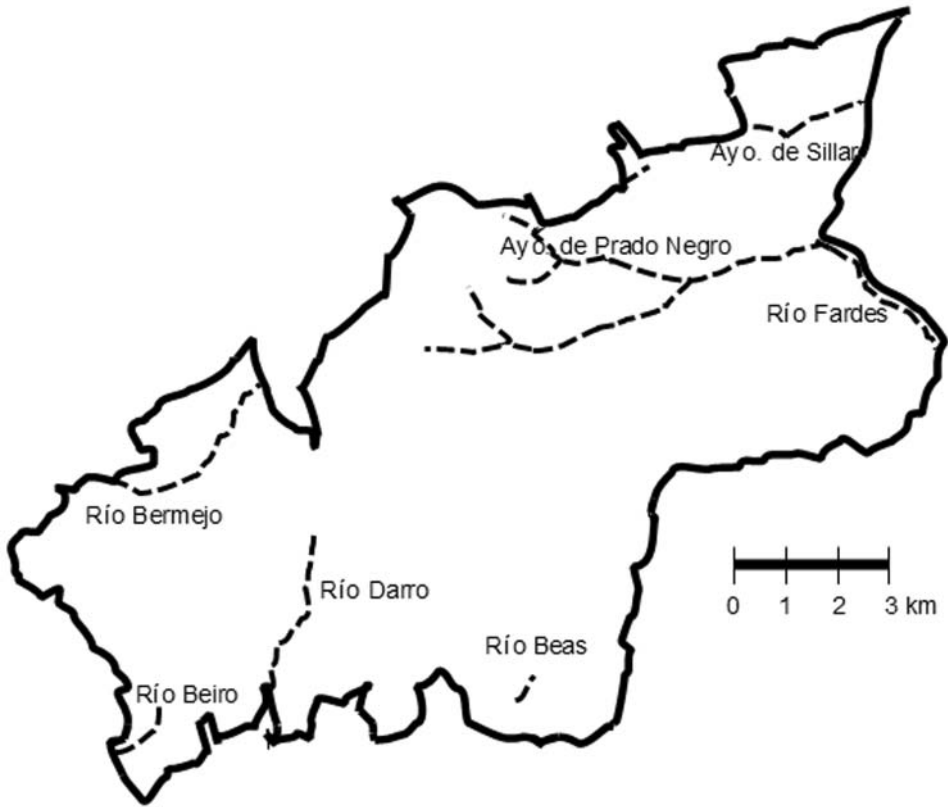 Ayo. de Sillar
Ayo. de Prado Negro
Río Fardes
Río Bermejo
Río Darro
0 1 2 3 km
Río Beas
Río Beiro